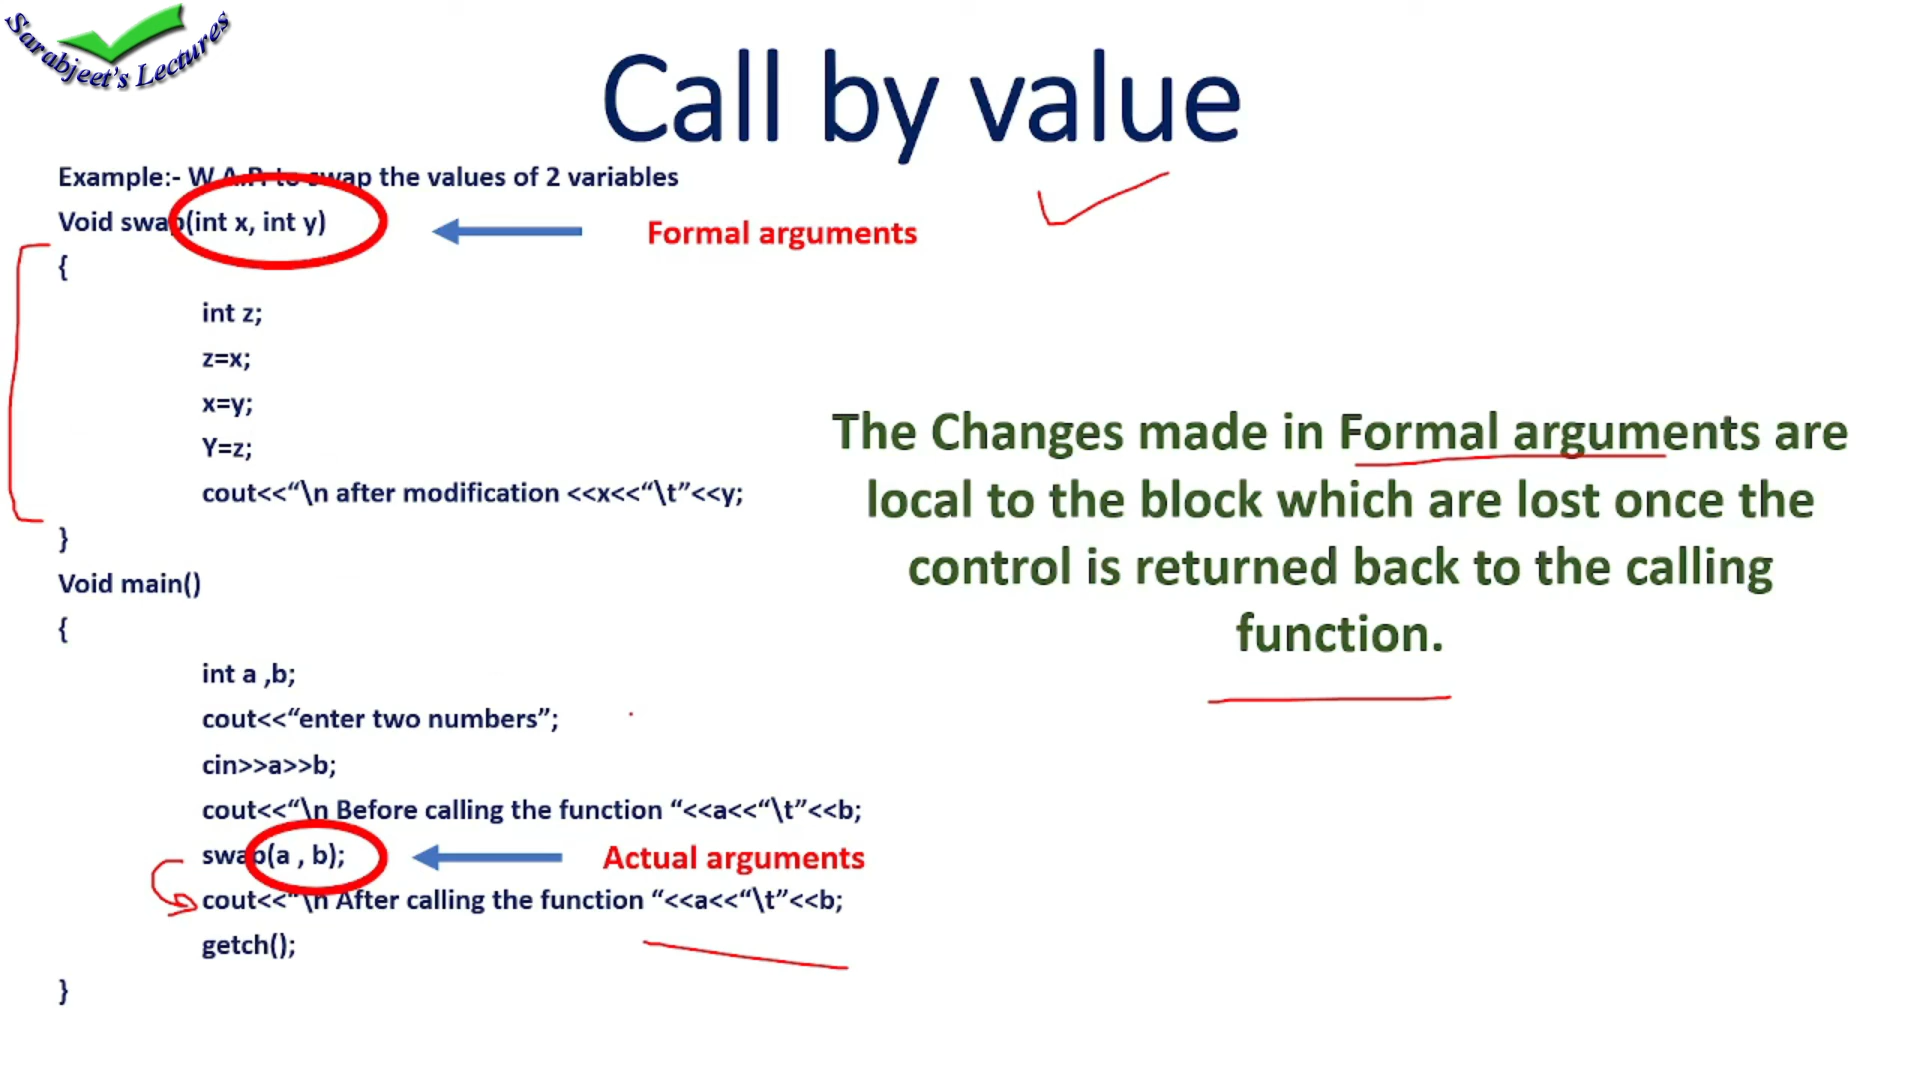 Sarabjeet's Lectures
Call by value
Example:- W.A.P. to swap the values of 2 variables
Void swap(int x, int y)
Formal arguments
{
int z;
z=x;
x=y;
Y=z;
cout<<“\n after modification <<x<<“\t”<<y;
}
Void main()
{
int a ,b;
cout<<“enter two numbers”;
cin>>a>>b;
cout<<“\n Before calling the function “<<a<<“\t”<<b;
swap(a , b);
Actual arguments
cout<<“\n After calling the function “<<a<<“\t”<<b;
getch();
}
The Changes made in Formal arguments are
local to the block which are lost once the
control is returned back to the calling
function.